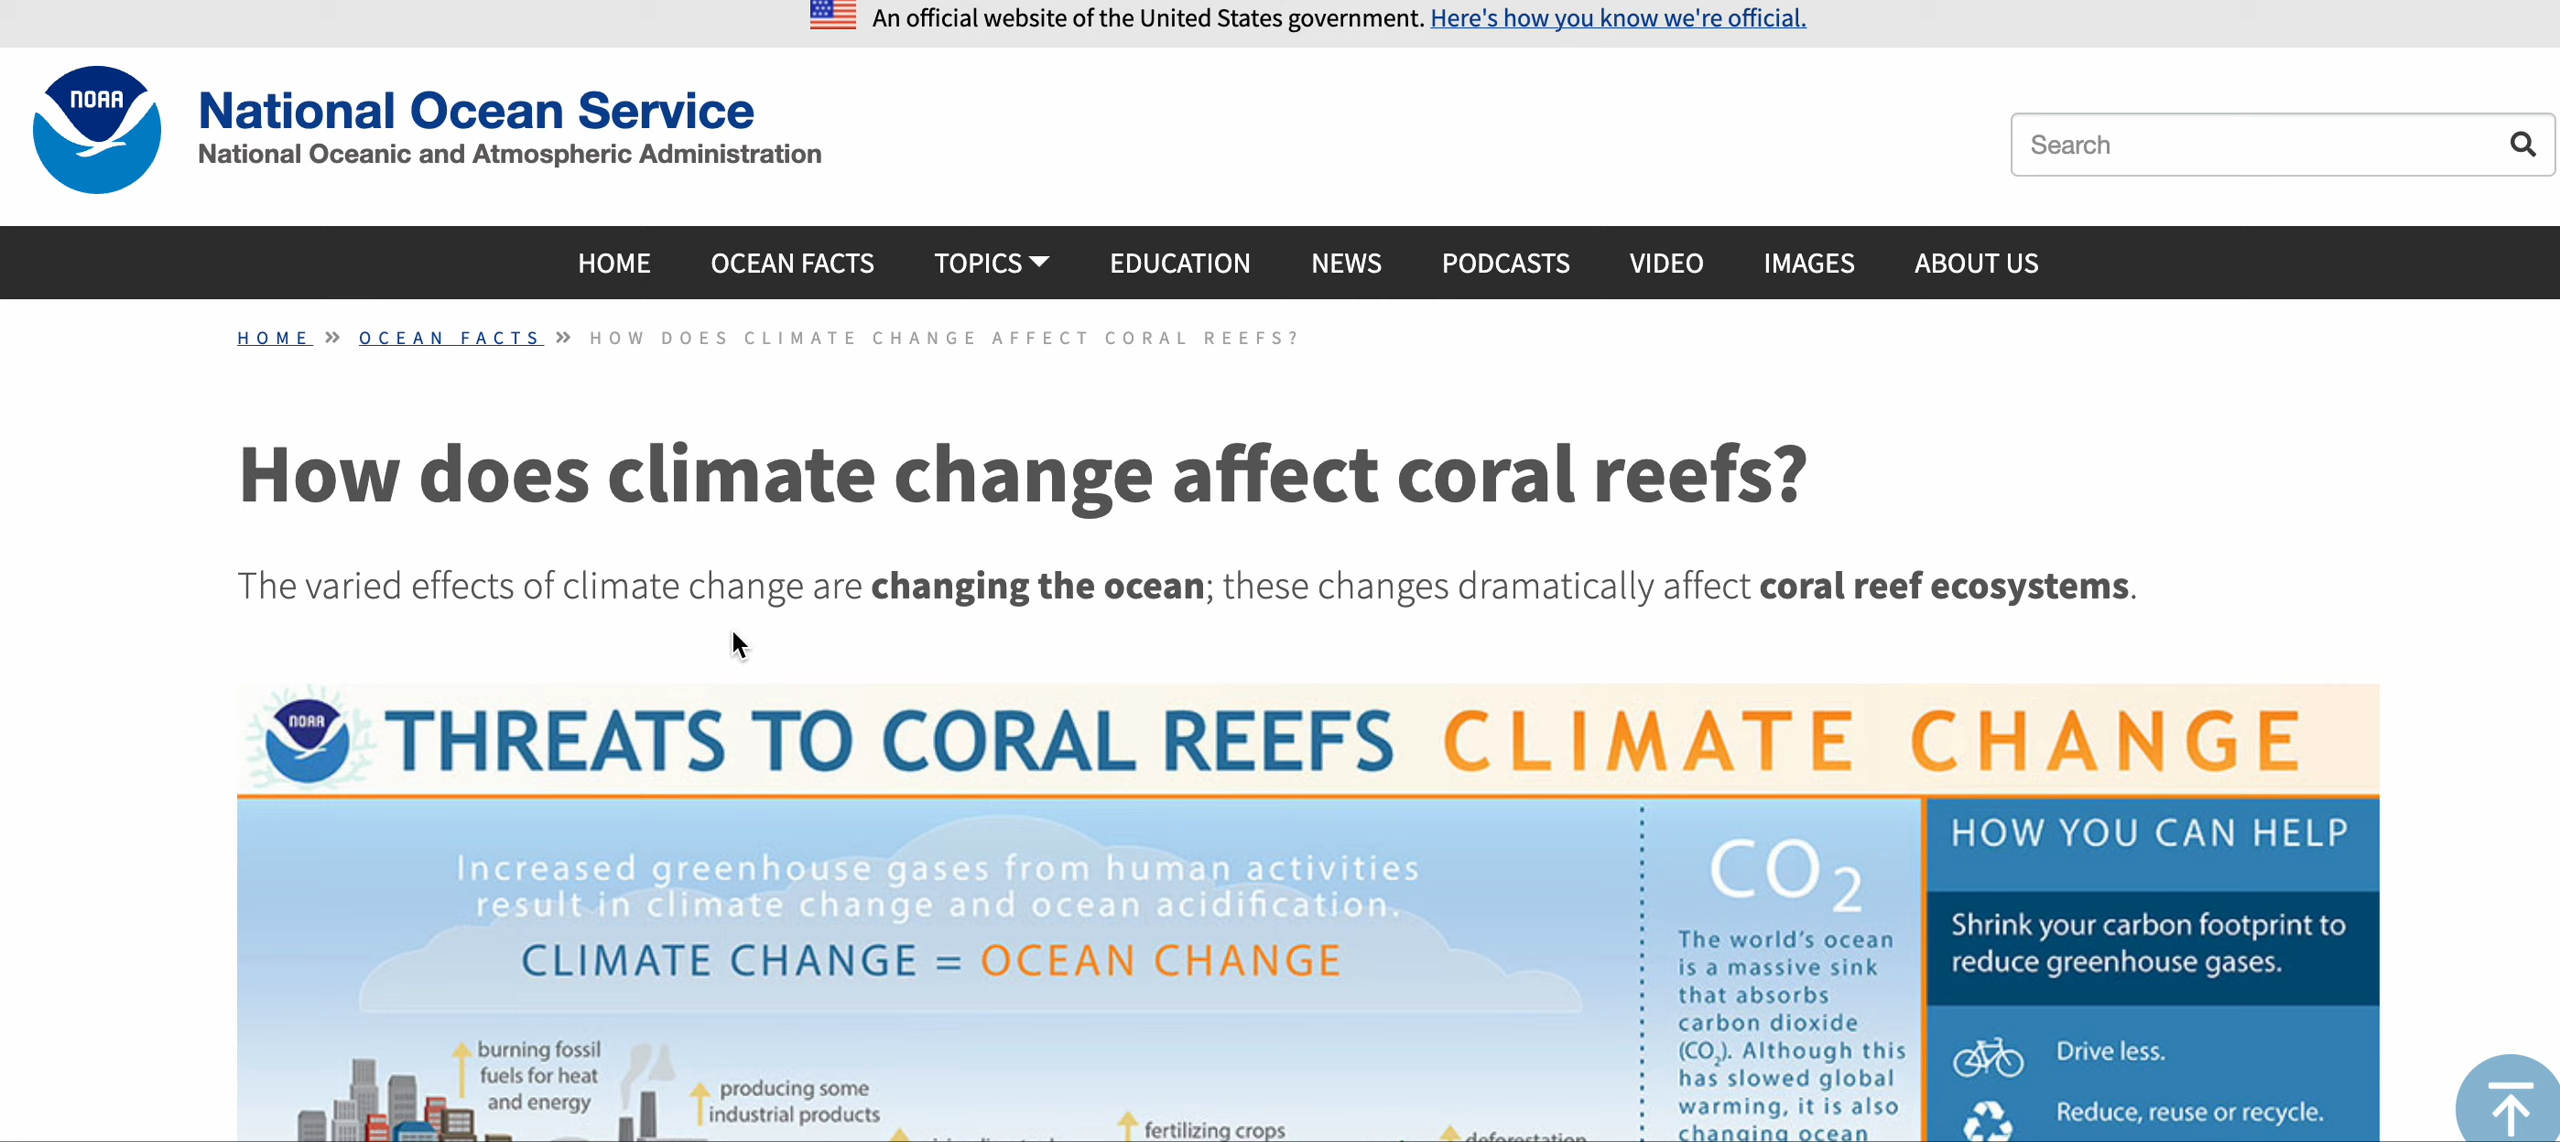 An official website of the United States government. Here's how you know we're official.
NOAA
National Ocean Service
National Oceanic and Atmospheric Administration
Search
HOME
OCEAN FACTS
TOPICS
EDUCATION
NEWS
PODCASTS
VIDEO
IMAGES
ABOUT US
HOME » OCEAN FACTS » HOW DOES CLIMATE CHANGE AFFECT CORAL REEFS?
How does climate change affect coral reefs?
The varied effects of climate change are changing the ocean; these changes dramatically affect coral reef ecosystems.
NOAA
THREATS TO CORAL REEFS CLIMATE CHANGE
Increased greenhouse gases from human activities
result in climate change and ocean acidification.
CLIMATE CHANGE = OCEAN CHANGE
burning fossil
fuels for heat
and energy
producing some
industrial products
fertilizing crops
deforestation
CO2
The world's ocean
is a massive sink
that absorbs
carbon dioxide
(CO2). Although this
has slowed global
warming, it is also
changing ocean
HOW YOU CAN HELP
Shrink your carbon footprint to
reduce greenhouse gases.
Drive less.
Reduce, reuse or recycle.